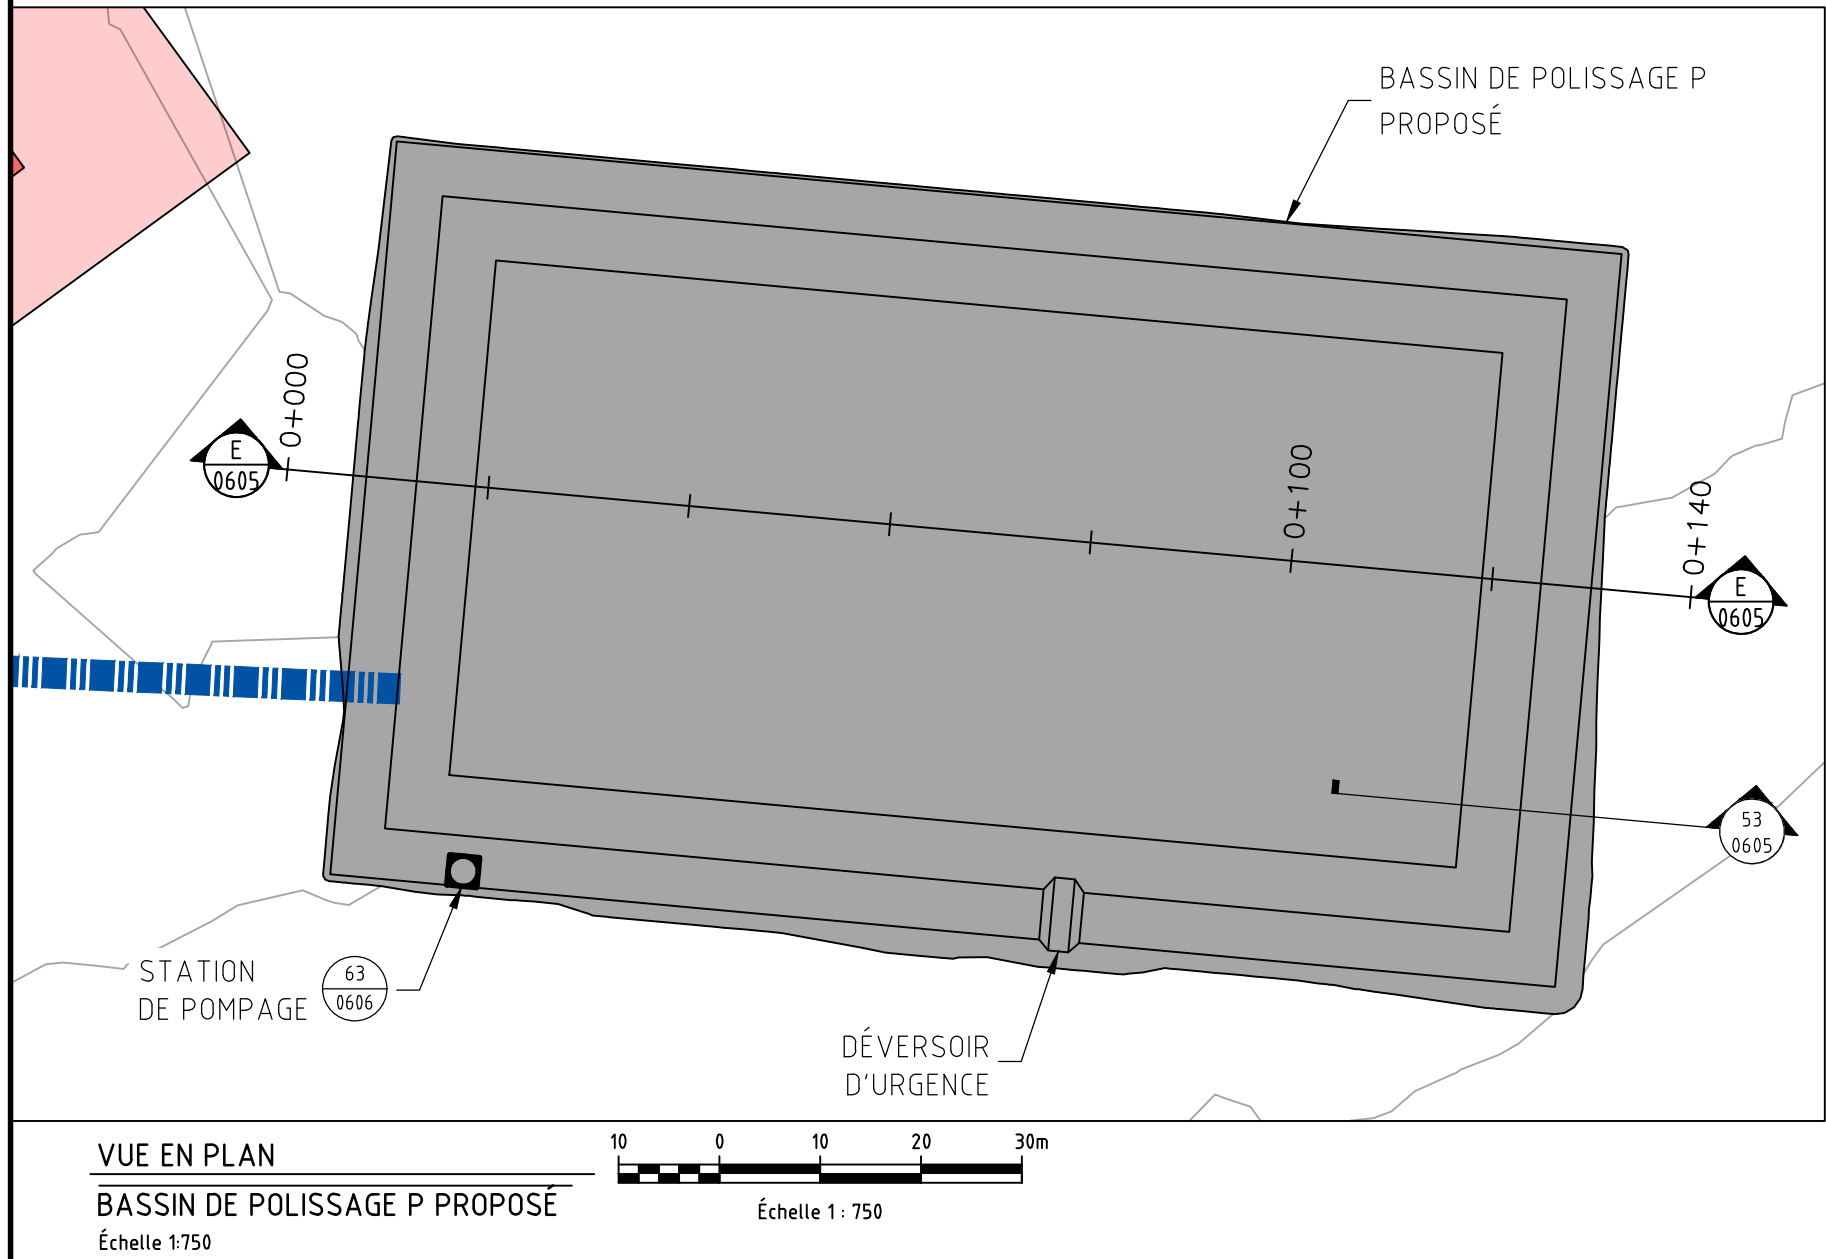 BASSIN DE POLISSAGE P
PROPOSÉ
0+000
E
0605
0+100
0+140
E
0605
53
0605
STATION
DE POMPAGE
63
0606
DÉVERSOIR
D'URGENCE
VUE EN PLAN
BASSIN DE POLISSAGE P PROPOSÉ
Échelle 1:750
10 0 10 20 30m
Échelle 1 : 750